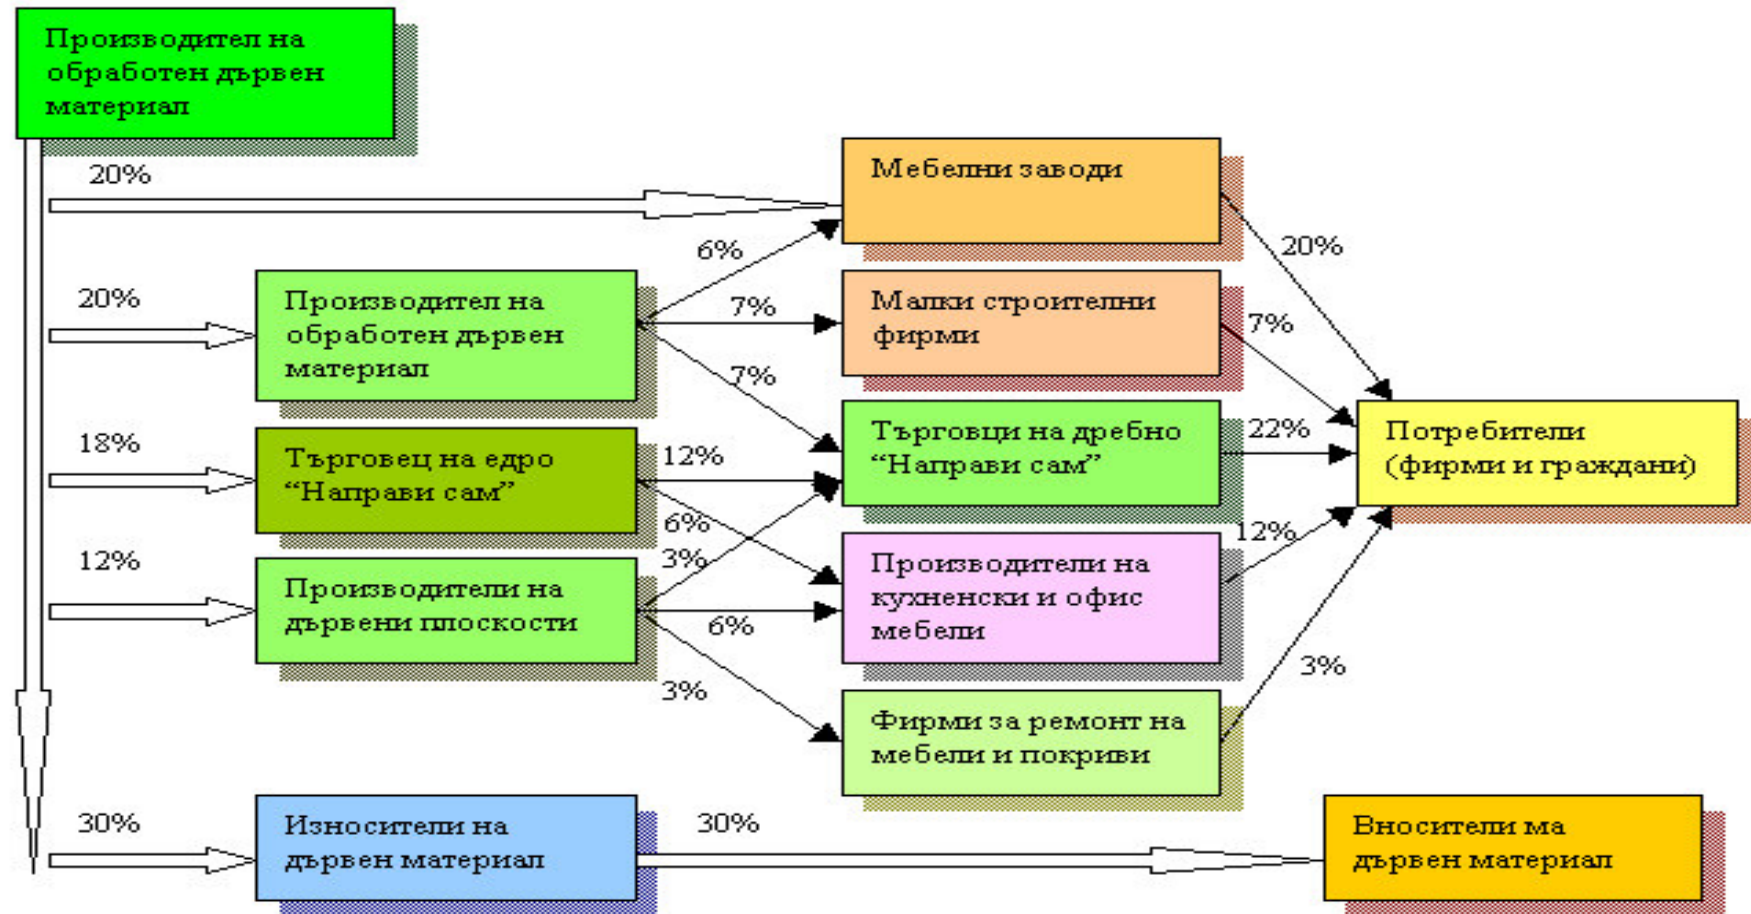 Производител на
обработен дървен
материал
20%
Мебелни заводи
6%
20%
20%
Производител на
обработен дървен
материал
7%
Малки строителни
фирми
7%
7%
18%
Търговец на едро
“Направи сам”
12%
Търговци на дребно
“Направи сам”
22%
Потребители
(фирми и граждани)
6%
3%
12%
12%
Производители на
дървени плоскости
Производители на
кухненски и офис
мебели
6%
3%
3%
Фирми за ремонт на
мебели и покриви
30%
Износители на
дървен материал
30%
Вносители ма
дървен материал